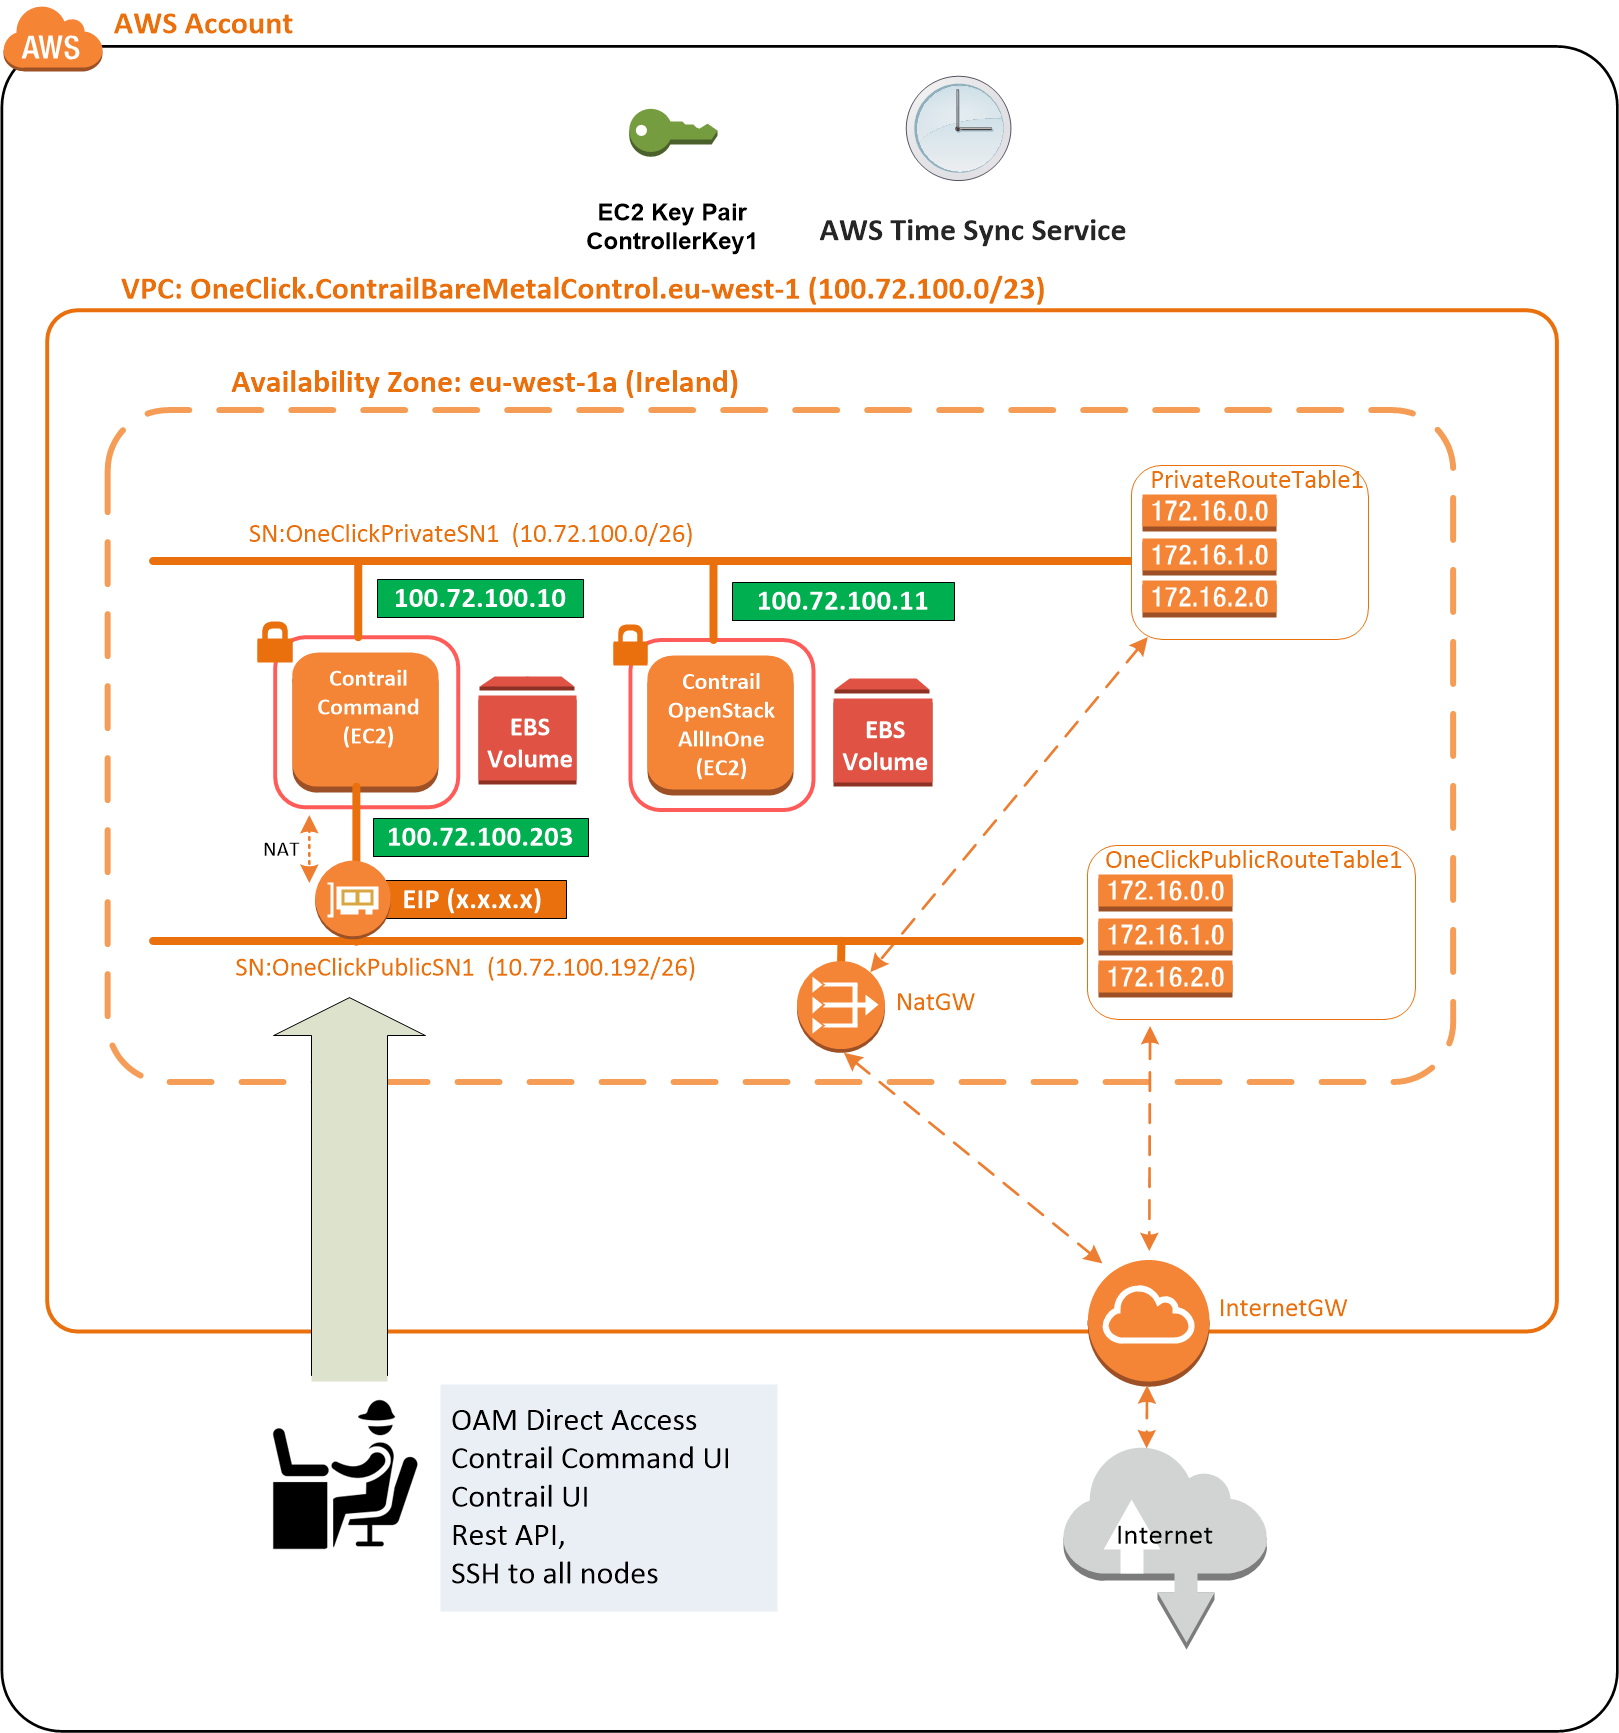 AWS Account
AWS
EC2 Key Pair
ControllerKey1
AWS Time Sync Service
VPC: OneClick.ContrailBareMetalControl.eu-west-1 (100.72.100.0/23)
Availability Zone: eu-west-1a (Ireland)
PrivateRouteTable1
172.16.0.0
172.16.1.0
172.16.2.0
SN:OneClickPrivateSN1 (10.72.100.0/26)
100.72.100.10
100.72.100.11
Contrail
Command
(EC2)
EBS
Volume
Contrail
OpenStack
AllInOne
(EC2)
EBS
Volume
100.72.100.203
NAT
EIP (x.x.x.x)
OneClickPublicRouteTable1
172.16.0.0
172.16.1.0
172.16.2.0
SN:OneClickPublicSN1 (10.72.100.192/26)
NatGW
InternetGW
OAM Direct Access
Contrail Command UI
Contrail UI
Rest API,
SSH to all nodes
Internet